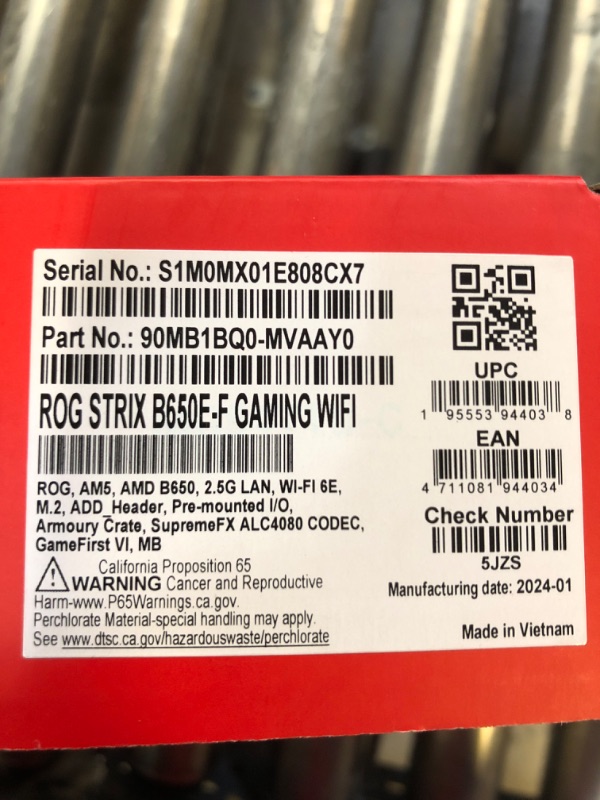 Serial No.: S1M0MX01E808CX7
Part No.: 90MB1BQ0-MVAAY0
ROG STRIX B650E-F GAMING WIFI
ROG, AM5, AMD B650, 2.5G LAN, WI-FI 6E,
M.2, ADD_Header, Pre-mounted I/O,
Armoury Crate, SupremeFX ALC4080 CODEC,
GameFirst VI, MB
California Proposition 65
WARNING Cancer and Reproductive
Harm-www.P65Warnings.ca.gov.
Perchlorate Material-special handling may apply.
See www.dtsc.ca.gov/hazardouswaste/perchlorate
UPC
1 95553 94403 8
EAN
4 711081 944034
Check Number
5JZS
Manufacturing date: 2024-01
Made in Vietnam